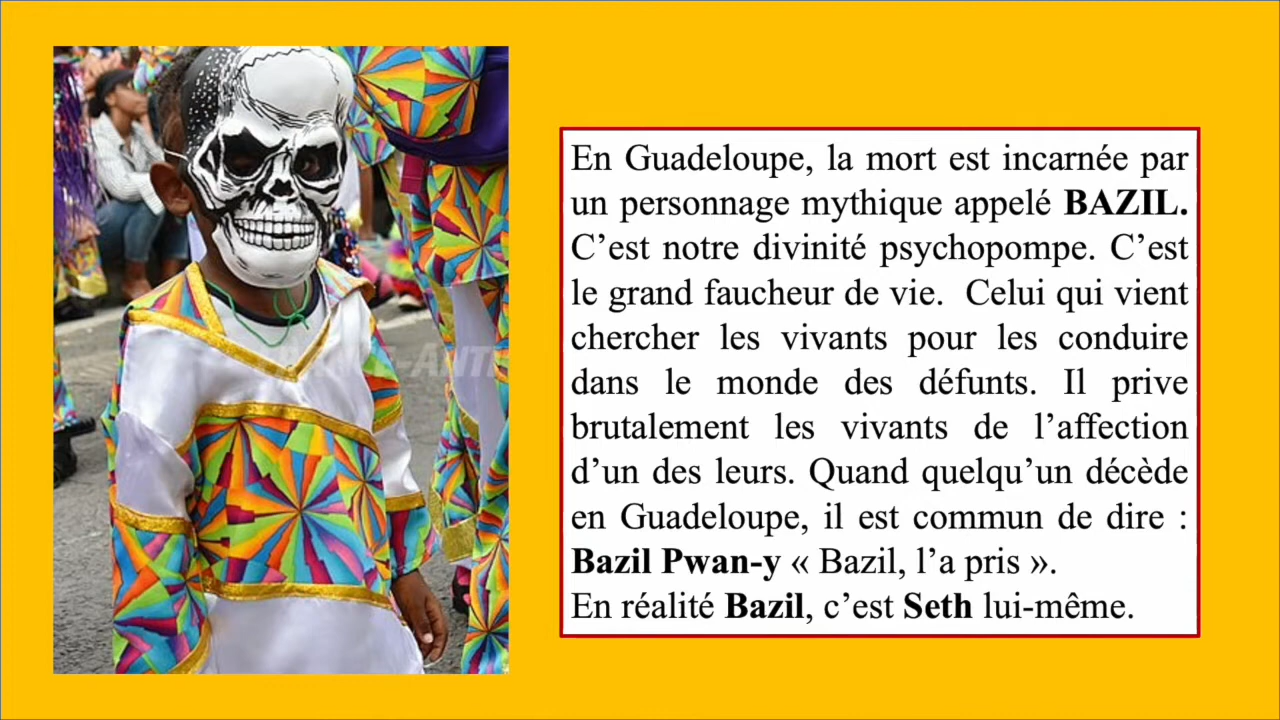 En Guadeloupe, la mort est incarnée par
un personnage mythique appelé BAZIL.
C’est notre divinité psychopompe. C’est
le grand faucheur de vie. Celui qui vient
chercher les vivants pour les conduire
dans le monde des défunts. Il prive
brutalement les vivants de l’affection
d’un des leurs. Quand quelqu’un décède
en Guadeloupe, il est commun de dire :
Bazil Pwan-y « Bazil, l’a pris ».
En réalité Bazil, c’est Seth lui-même.